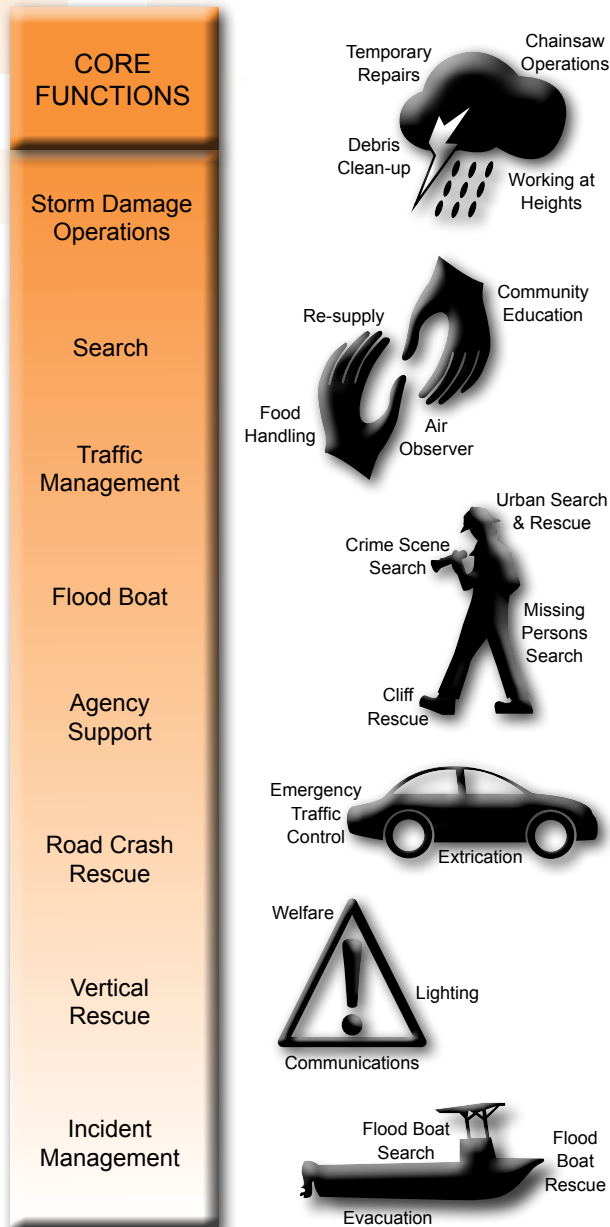 CORE
FUNCTIONS
Storm Damage
Operations
Search
Traffic
Management
Flood Boat
Agency
Support
Road Crash
Rescue
Vertical
Rescue
Incident
Management
Temporary
Repairs
Chainsaw
Operations
Debris
Clean-up
Working at
Heights
Re-supply
Community
Education
Food
Handling
Air
Observer
Urban Search
& Rescue
Crime Scene
Search
Missing
Persons
Search
Cliff
Rescue
Emergency
Traffic
Control
Extrication
Welfare
Lighting
Communications
Flood Boat
Search
Flood
Boat
Rescue
Evacuation